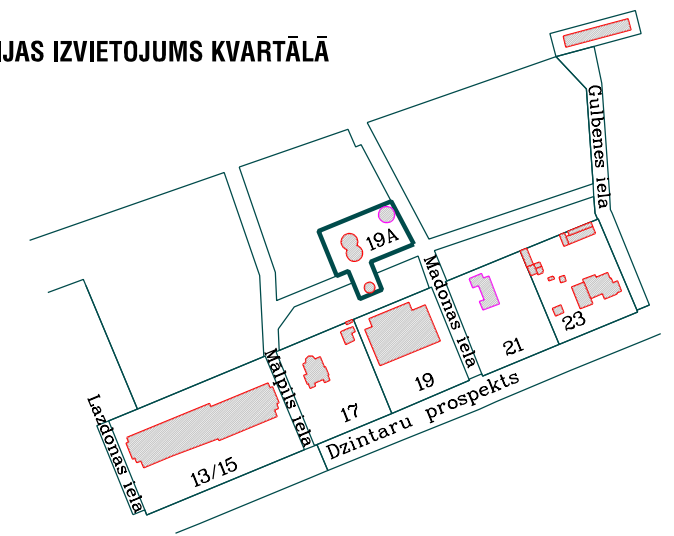 JAS IZVIETOJUMS KVARTĀLĀ
Gulbenes iela
19A
Madonas iela
23
21
Malpils iela
19
17
Dzintaru prospekts
Lazdonas iela
13/15